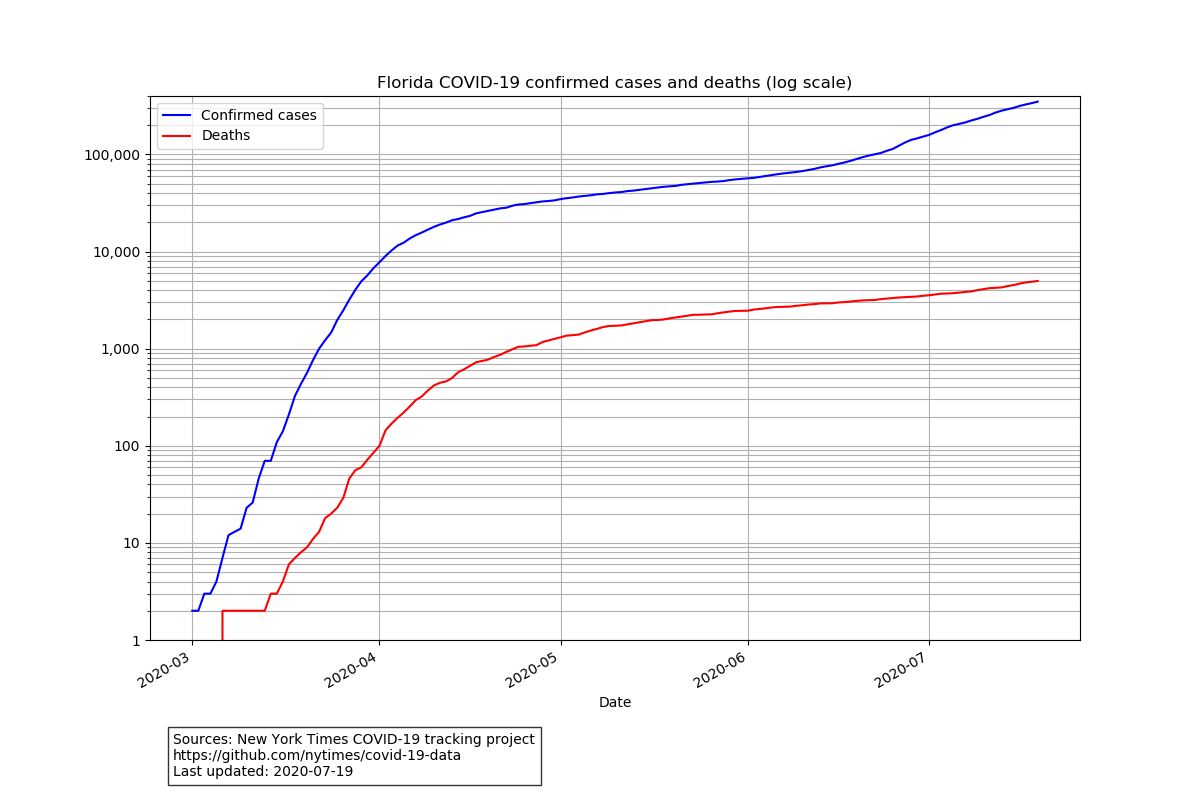 Florida COVID-19 confirmed cases and deaths (log scale)
Confirmed cases
Deaths
100,000
10,000
1,000
100
10
1
2020-03
2020-04
2020-05
2020-06
2020-07
Date
Sources: New York Times COVID-19 tracking project
https://github.com/nytimes/covid-19-data
Last updated: 2020-07-19